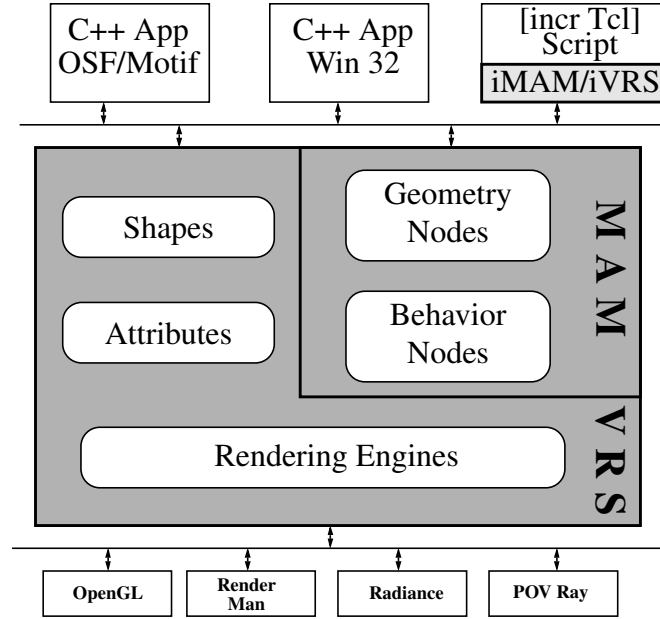 C++ App
OSF/Motif
C++ App
Win 32
[incr Tcl]
Script
iMAM/iVRS
Shapes
Geometry
Nodes
MAM
Attributes
Behavior
Nodes
Rendering Engines
VRS
OpenGL
Render
Man
Radiance
POV Ray